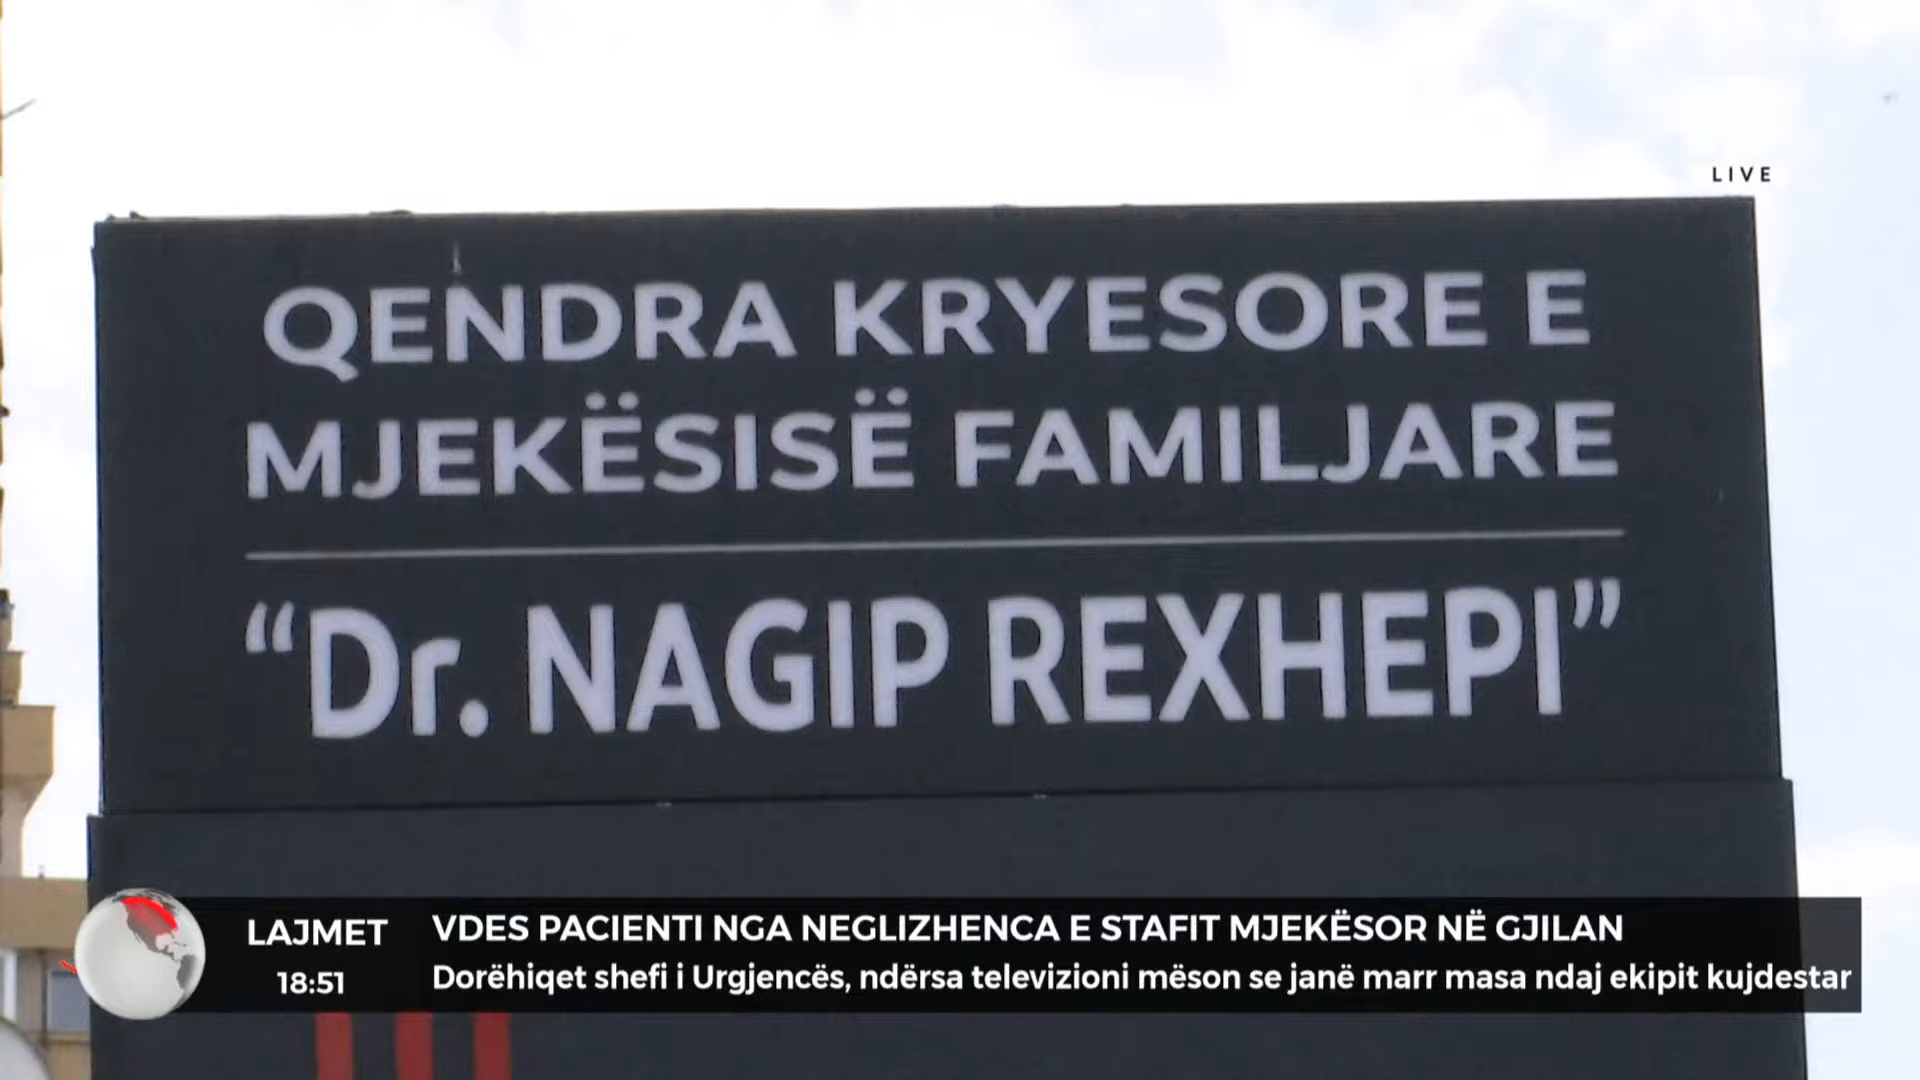 LIVE
QENDRA KRYESORE E
MJEKËSISË FAMILJARE
“Dr. NAGIP REXHEPI”
LAJMET
18:51
VDES PACIENTI NGA NEGLIZHENCA E STAFIT MJEKËSOR NË GJILAN
Dorëhiqet shefi i Urgjencës, ndërsa televizioni mëson se janë marr masa ndaj ekipit kujdestar